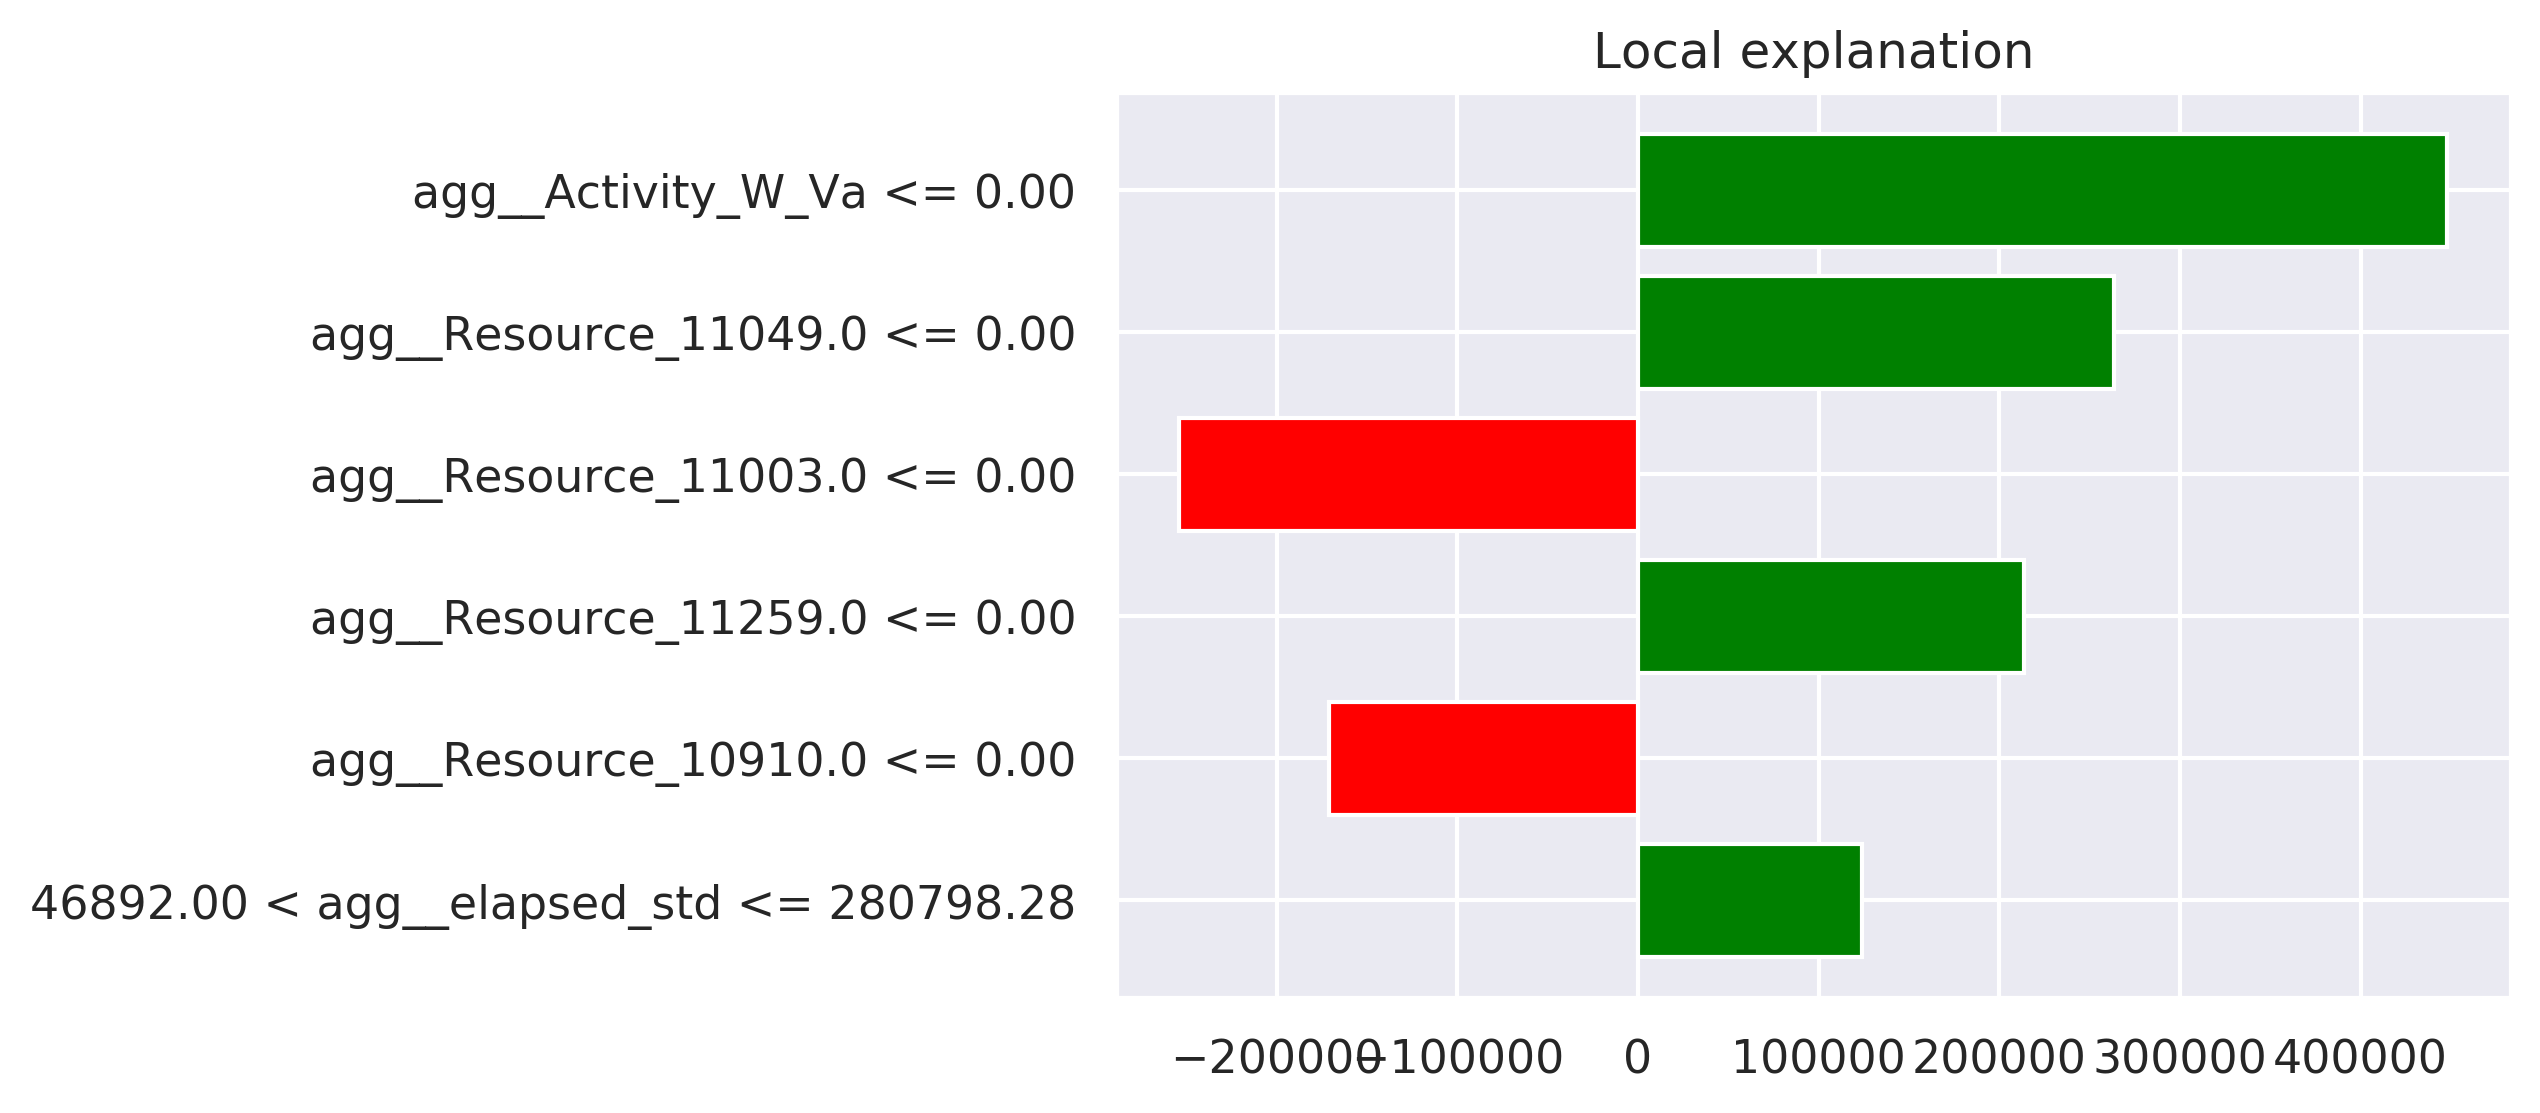 Local explanation
agg__Activity_W_Va <= 0.00
agg__Resource_11049.0 <= 0.00
agg__Resource_11003.0 <= 0.00
agg__Resource_11259.0 <= 0.00
agg__Resource_10910.0 <= 0.00
46892.00 < agg__elapsed_std <= 280798.28
−200000 −100000 0 100000 200000 300000 400000